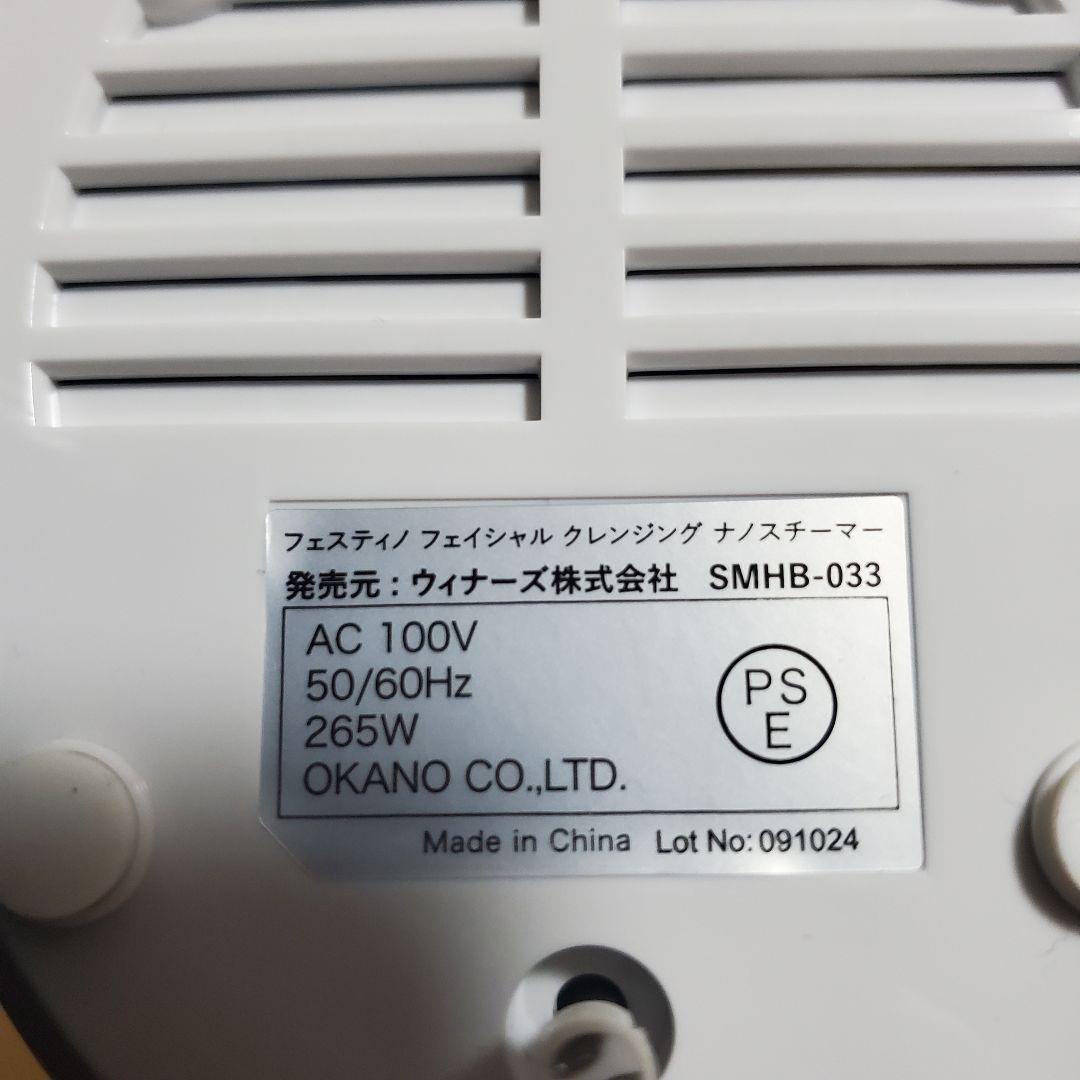 フェスティノ フェイシャル クレンジング ナノスチーマー
発売元：ウィナーズ株式会社 SMHB-033
AC 100V
50/60Hz
265W
OKANO CO.,LTD.
PS
E
Made in China Lot No: 091024